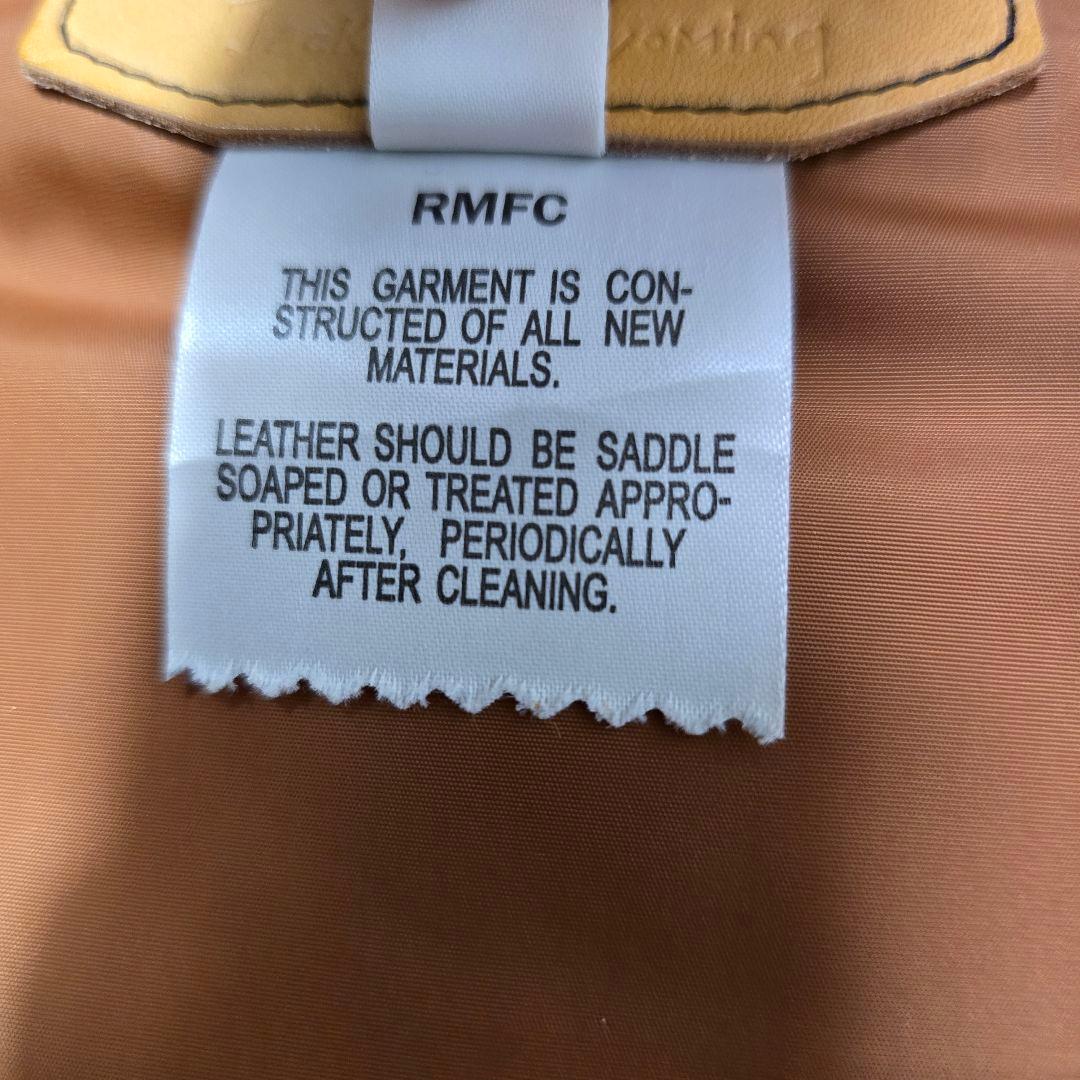 RMFC
THIS GARMENT IS CON-
STRUCTED OF ALL NEW
MATERIALS.
LEATHER SHOULD BE SADDLE
SOAPED OR TREATED APPRO-
PRIATELY, PERIODICALLY
AFTER CLEANING.